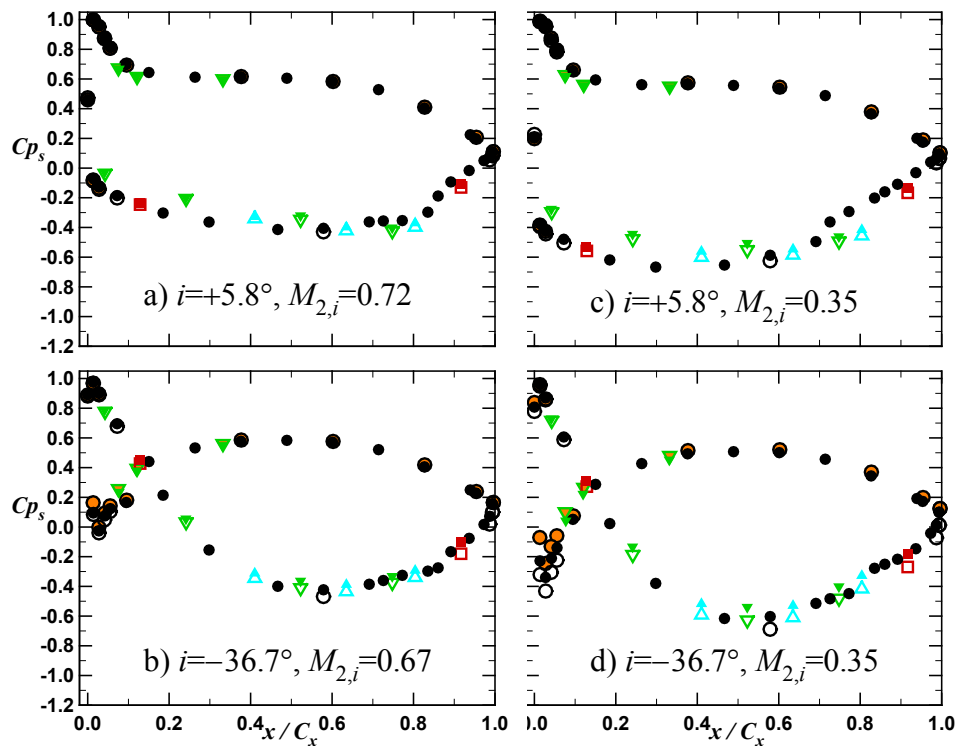 1.0
0.8
0.6
0.4
Cps
0.2
0.0
-0.2
-0.4
-0.6
-0.8
-1.0
-1.2
a) i=+5.8°, M2,i=0.72
c) i=+5.8°, M2,i=0.35
1.0
0.8
0.6
0.4
0.2
Cps
0.0
-0.2
-0.4
-0.6
-0.8
-1.0
-1.2
b) i=−36.7°, M2,i=0.67
d) i=−36.7°, M2,i=0.35
0.0 0.2 0.4 0.6 0.8 1.0
0.0 0.2 0.4 0.6 0.8 1.0
x / Cx
x / Cx